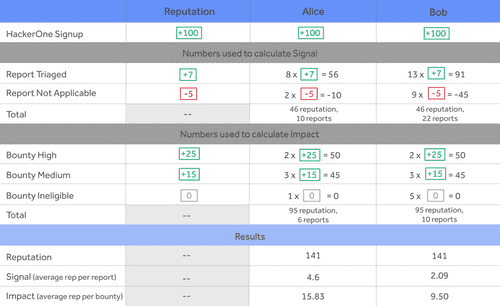 Reputation Alice Bob
HackerOne Signup +100 +100 +100
Numbers used to calculate Signal
Report Triaged +7 8 x +7 = 56 13 x +7 = 91
Report Not Applicable -5 2 x -5 = -10 9 x -5 = -45
Total -- 46 reputation, 10 reports 46 reputation, 22 reports
Numbers used to calculate Impact
Bounty High +25 2 x +25 = 50 2 x +25 = 50
Bounty Medium +15 3 x +15 = 45 3 x +15 = 45
Bounty Ineligible 0 1 x 0 = 0 5 x 0 = 0
Total -- 95 reputation, 6 reports 95 reputation, 10 reports
Results
Reputation -- 141 141
Signal (average rep per report) -- 4.6 2.09
Impact (average rep per bounty) -- 15.83 9.50